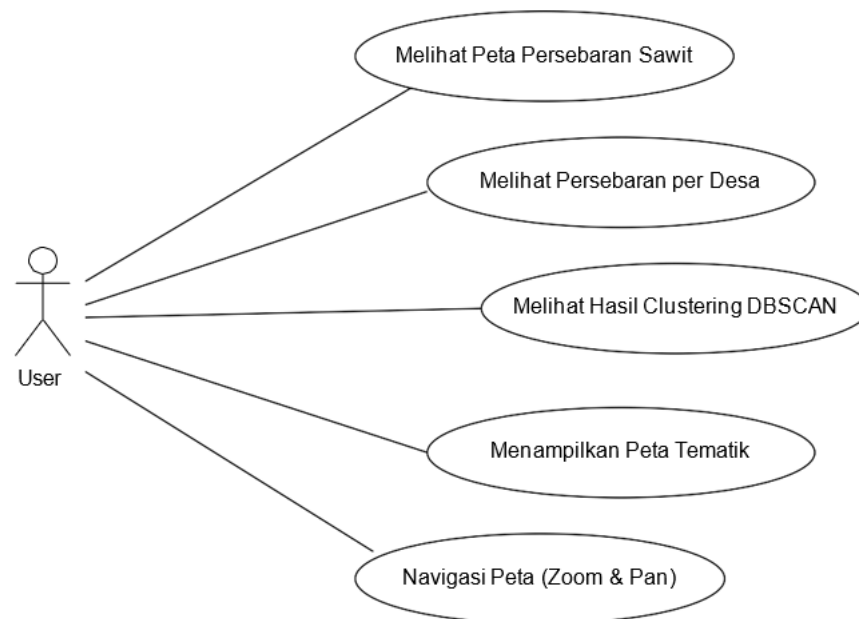 Melihat Peta Persebaran Sawit
Melihat Persebaran per Desa
Melihat Hasil Clustering DBSCAN
User
Menampilkan Peta Tematik
Navigasi Peta (Zoom & Pan)